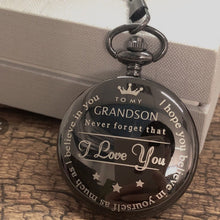 TO MY
GRANDSON
Never forget that
I Love You
I hope you believe in yourself as much as I believe in you